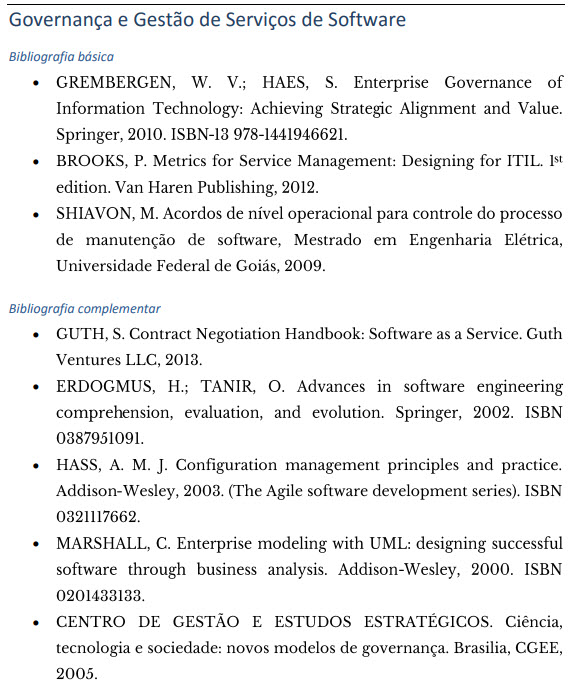 Governança e Gestão de Serviços de Software
Bibliografia básica
• GREMBERGEN, W. V.; HAES, S. Enterprise Governance of
Information Technology: Achieving Strategic Alignment and Value.
Springer, 2010. ISBN-13 978-1441946621.
• BROOKS, P. Metrics for Service Management: Designing for ITIL. 1st
edition. Van Haren Publishing, 2012.
• SHIAVON, M. Acordos de nível operacional para controle do processo
de manutenção de software, Mestrado em Engenharia Elétrica,
Universidade Federal de Goiás, 2009.
Bibliografia complementar
• GUTH, S. Contract Negotiation Handbook: Software as a Service. Guth
Ventures LLC, 2013.
• ERDOGMUS, H.; TANIR, O. Advances in software engineering
comprehension, evaluation, and evolution. Springer, 2002. ISBN
0387951091.
• HASS, A. M. J. Configuration management principles and practice.
Addison-Wesley, 2003. (The Agile software development series). ISBN
0321117662.
• MARSHALL, C. Enterprise modeling with UML: designing successful
software through business analysis. Addison-Wesley, 2000. ISBN
0201433133.
• CENTRO DE GESTÃO E ESTUDOS ESTRATÉGICOS. Ciência,
tecnologia e sociedade: novos modelos de governança. Brasilia, CGEE,
2005.